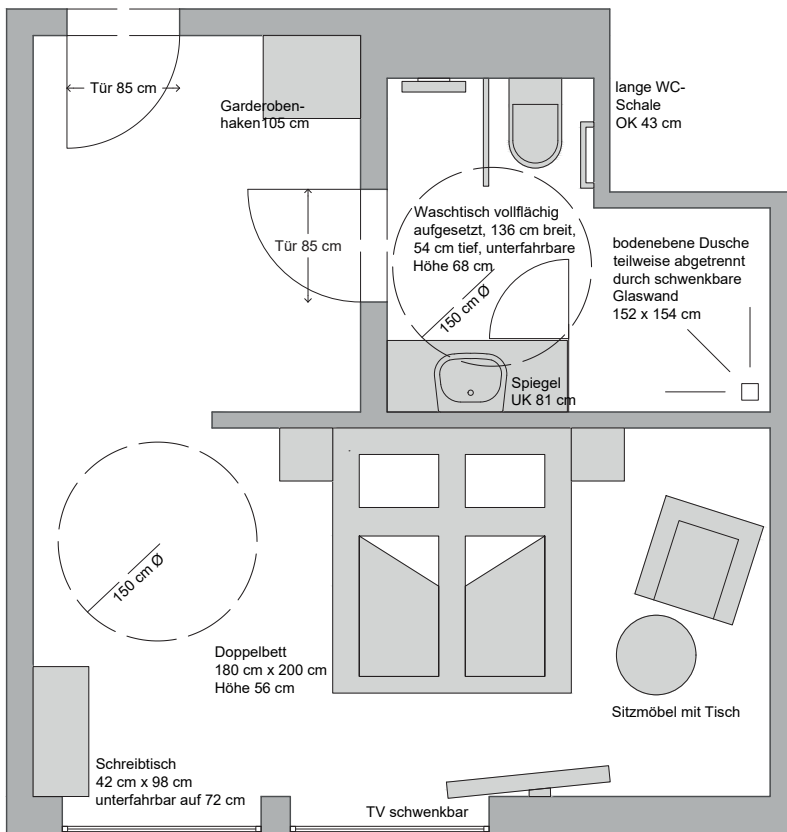 Tür 85 cm
Garderoben-
haken105 cm
lange WC-
Schale
OK 43 cm
Tür 85 cm
Waschtisch vollflächig
aufgesetzt, 136 cm breit,
54 cm tief, unterfahrbare
Höhe 68 cm
150 cm Ø
bodenebene Dusche
teilweise abgetrennt
durch schwenkbare
Glaswand
152 x 154 cm
Spiegel
UK 81 cm
150 cm Ø
Doppelbett
180 cm x 200 cm
Höhe 56 cm
Sitzmöbel mit Tisch
Schreibtisch
42 cm x 98 cm
unterfahrbar auf 72 cm
TV schwenkbar